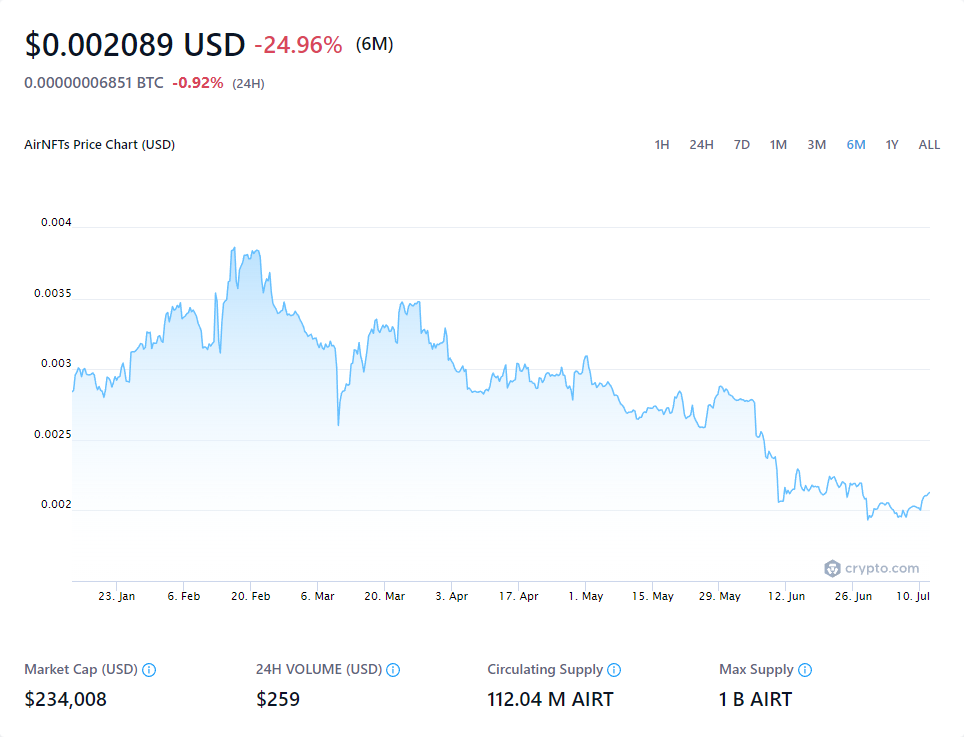 $0.002089 USD -24.96% (6M)
0.00000006851 BTC -0.92% (24H)
AirNFTs Price Chart (USD)
1H 24H 7D 1M 3M 6M 1Y ALL
0.004
0.0035
0.003
0.0025
0.002
crypto.com
23. Jan 6. Feb 20. Feb 6. Mar 20. Mar 3. Apr 17. Apr 1. May 15. May 29. May 12. Jun 26. Jun 10. Jul
Market Cap (USD) 24H VOLUME (USD) Circulating Supply Max Supply
$234,008 $259 112.04 M AIRT 1 B AIRT